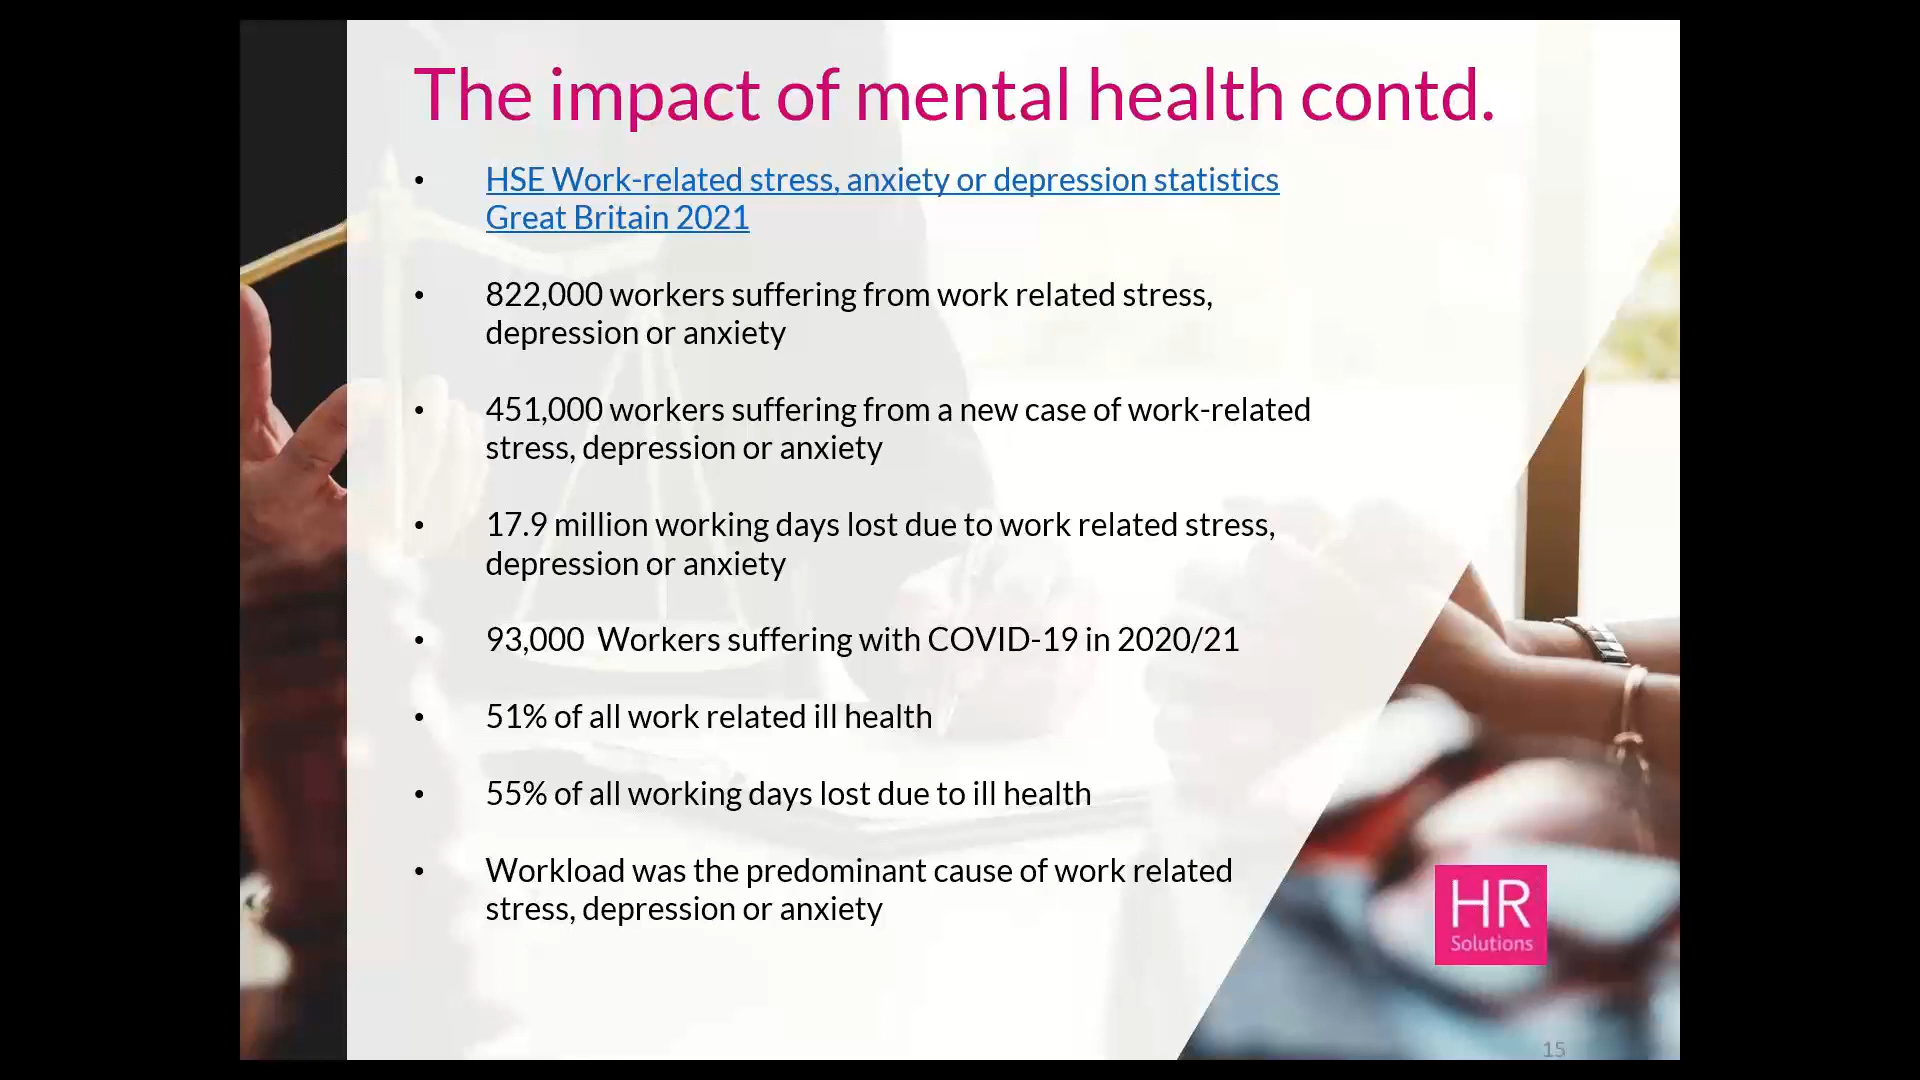 The impact of mental health contd.
• HSE Work-related stress, anxiety or depression statistics
Great Britain 2021
• 822,000 workers suffering from work related stress,
depression or anxiety
• 451,000 workers suffering from a new case of work-related
stress, depression or anxiety
• 17.9 million working days lost due to work related stress,
depression or anxiety
• 93,000  Workers suffering with COVID-19 in 2020/21
• 51% of all work related ill health
• 55% of all working days lost due to ill health
• Workload was the predominant cause of work related
stress, depression or anxiety
HR
Solutions
15